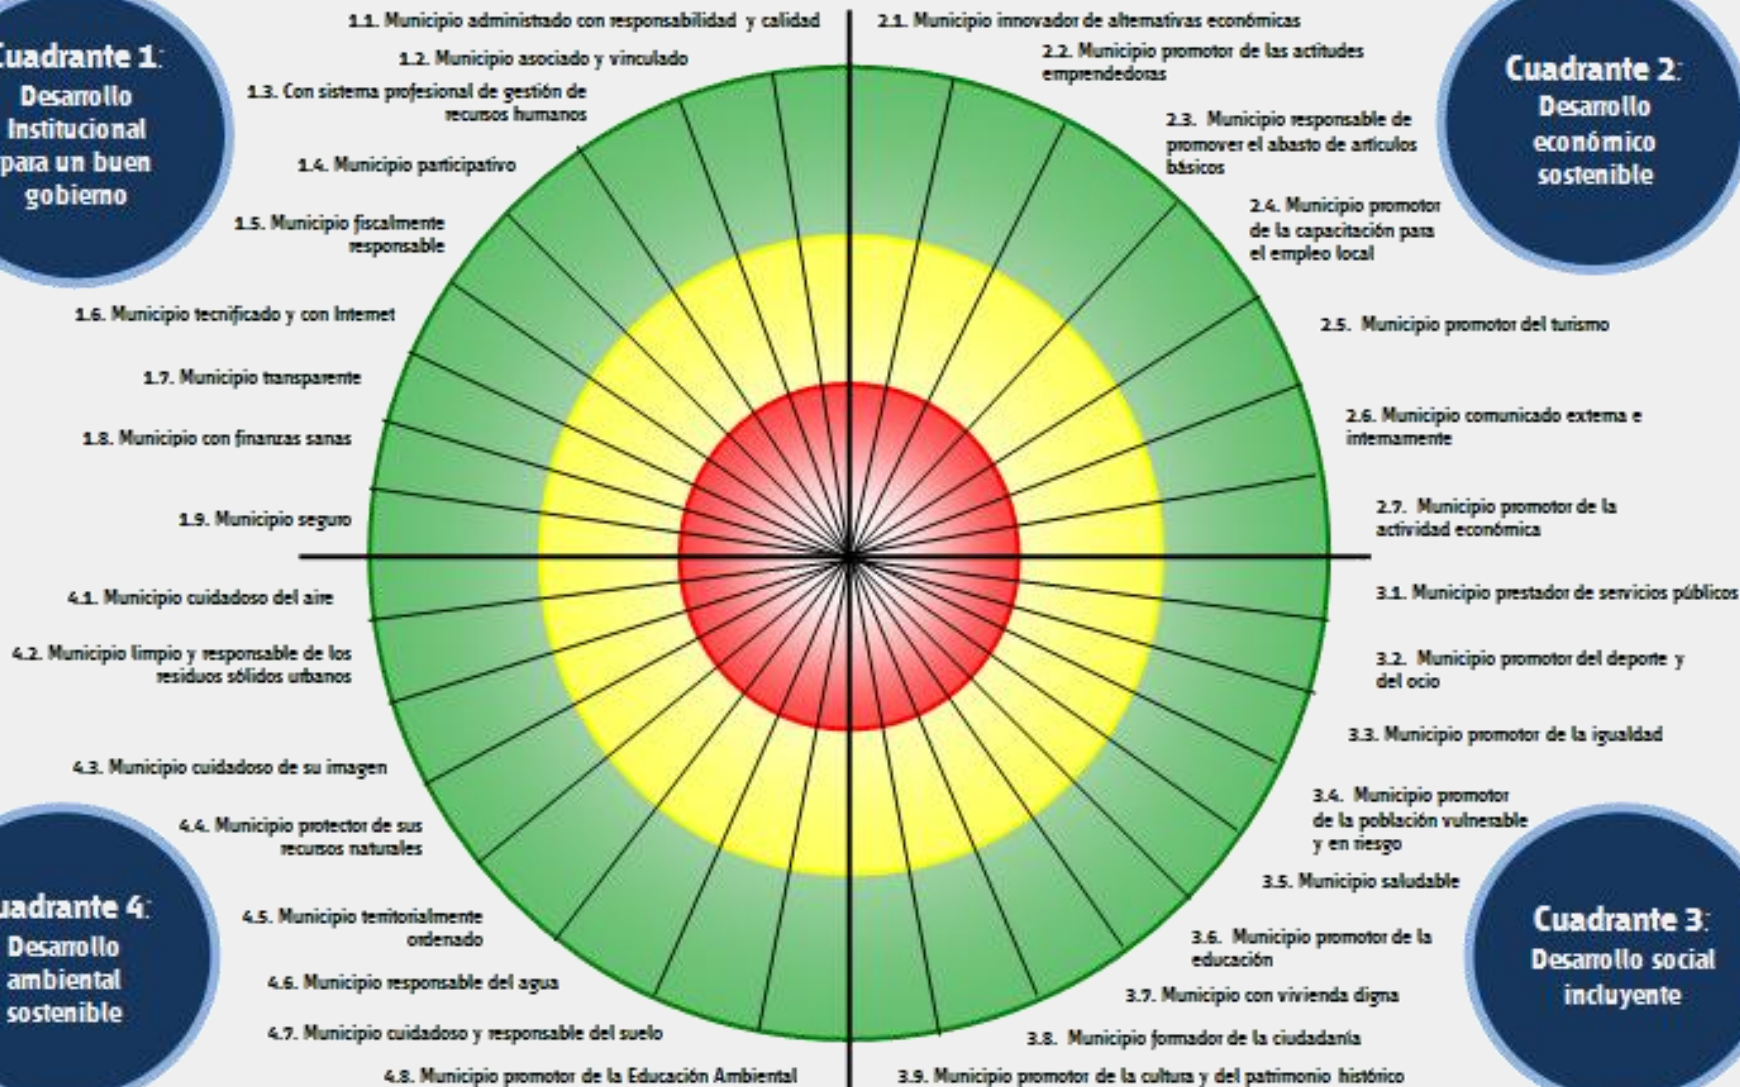 Cuadrante 1:
Desarrollo
Institucional
para un buen
gobierno
1.1. Municipio administrado con responsabilidad y calidad
1.2. Municipio asociado y vinculado
1.3. Con sistema profesional de gestión de
recursos humanos
1.4. Municipio participativo
1.5. Municipio fiscalmente
responsable
1.6. Municipio tecnificado y con Internet
1.7. Municipio transparente
1.8. Municipio con finanzas sanas
1.9. Municipio seguro
2.1. Municipio innovador de alternativas económicas
2.2. Municipio promotor de las actitudes
emprendedoras
2.3. Municipio responsable de
promover el abasto de artículos
básicos
2.4. Municipio promotor
de la capacitación para
el empleo local
2.5. Municipio promotor del turismo
2.6. Municipio comunicado externa e
internamente
2.7. Municipio promotor de la
actividad económica
Cuadrante 2:
Desarrollo
económico
sostenible
4.1. Municipio cuidadoso del aire
4.2. Municipio limpio y responsable de los
residuos sólidos urbanos
4.3. Municipio cuidadoso de su imagen
4.4. Municipio protector de sus
recursos naturales
4.5. Municipio territorialmente
ordenado
4.6. Municipio responsable del agua
4.7. Municipio cuidadoso y responsable del suelo
4.8. Municipio promotor de la Educación Ambiental
Cuadrante 4:
Desarrollo
ambiental
sostenible
3.1. Municipio prestador de servicios públicos
3.2. Municipio promotor del deporte y
del ocio
3.3. Municipio promotor de la igualdad
3.4. Municipio promotor
de la población vulnerable
y en riesgo
3.5. Municipio saludable
3.6. Municipio promotor de la
educación
3.7. Municipio con vivienda digna
3.8. Municipio formador de la ciudadanía
3.9. Municipio promotor de la cultura y del patrimonio histórico
Cuadrante 3:
Desarrollo social
incluyente